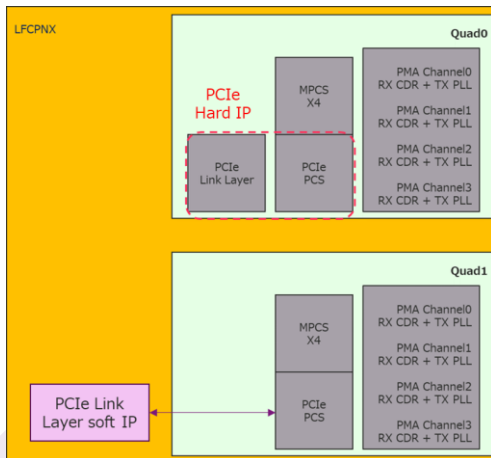 LFCPNX
Quad0
PCIe
Hard IP
MPCS
X4
PCIe
Link Layer
PCIe
PCS
PMA Channel0
RX CDR + TX PLL
PMA Channel1
RX CDR + TX PLL
PMA Channel2
RX CDR + TX PLL
PMA Channel3
RX CDR + TX PLL
Quad1
MPCS
X4
PCIe
PCS
PMA Channel0
RX CDR + TX PLL
PMA Channel1
RX CDR + TX PLL
PMA Channel2
RX CDR + TX PLL
PMA Channel3
RX CDR + TX PLL
PCIe Link
Layer soft IP